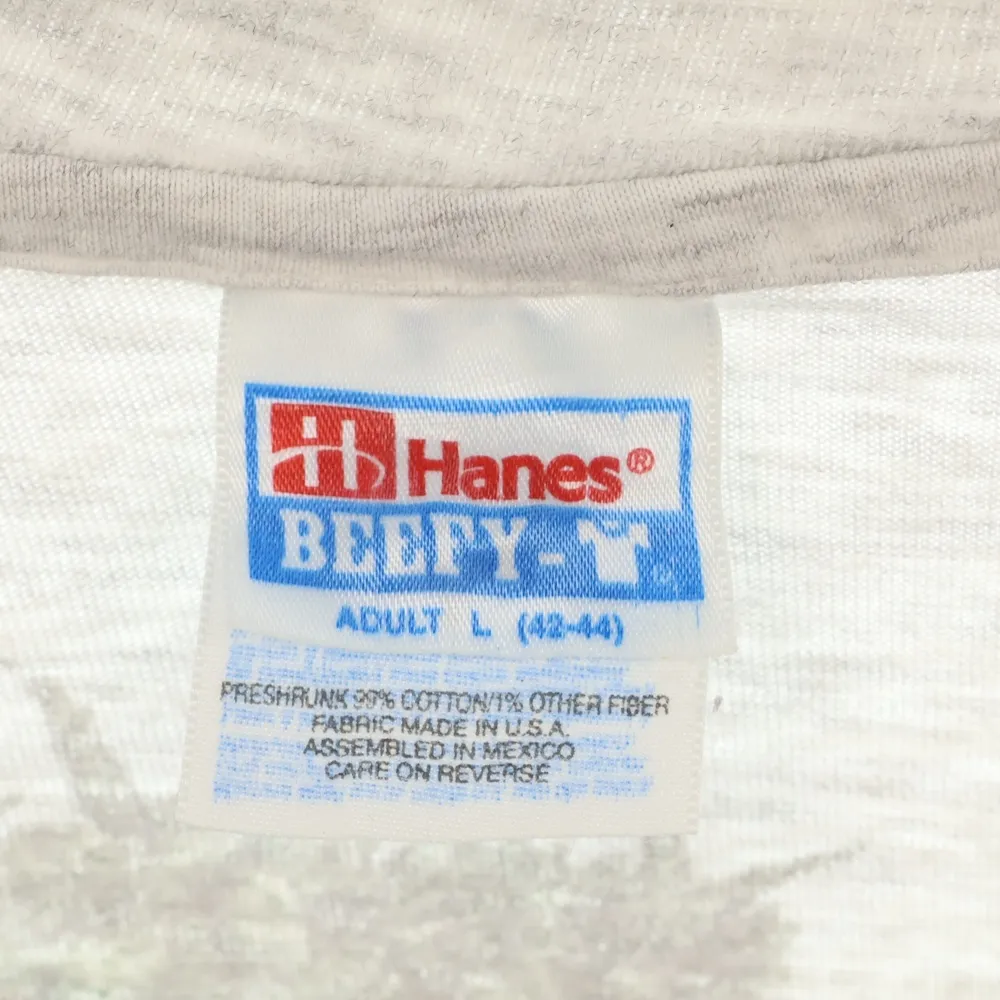 H Hanes®
BEEFY-
ADULT L (42-44)
PRESHRUNK 99% COTTON/1% OTHER FIBER
FABRIC MADE IN U.S.A.
ASSEMBLED IN MEXICO
CARE ON REVERSE